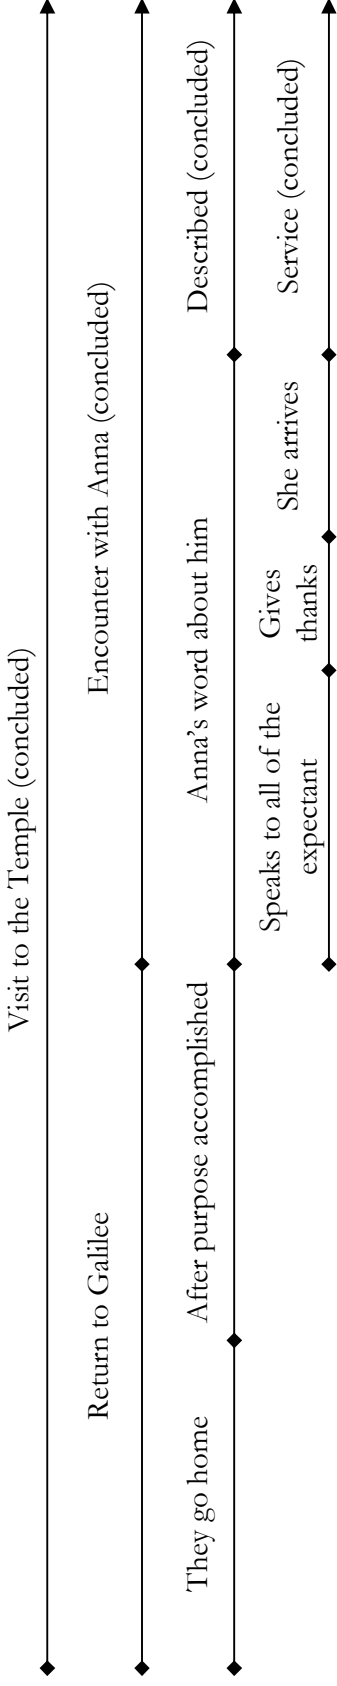 Visit to the Temple (concluded)
Return to Galilee
Encounter with Anna (concluded)
They go home
After purpose accomplished
Anna’s word about him
Described (concluded)
Speaks to all of the
expectant
Gives
thanks
She arrives
Service (concluded)